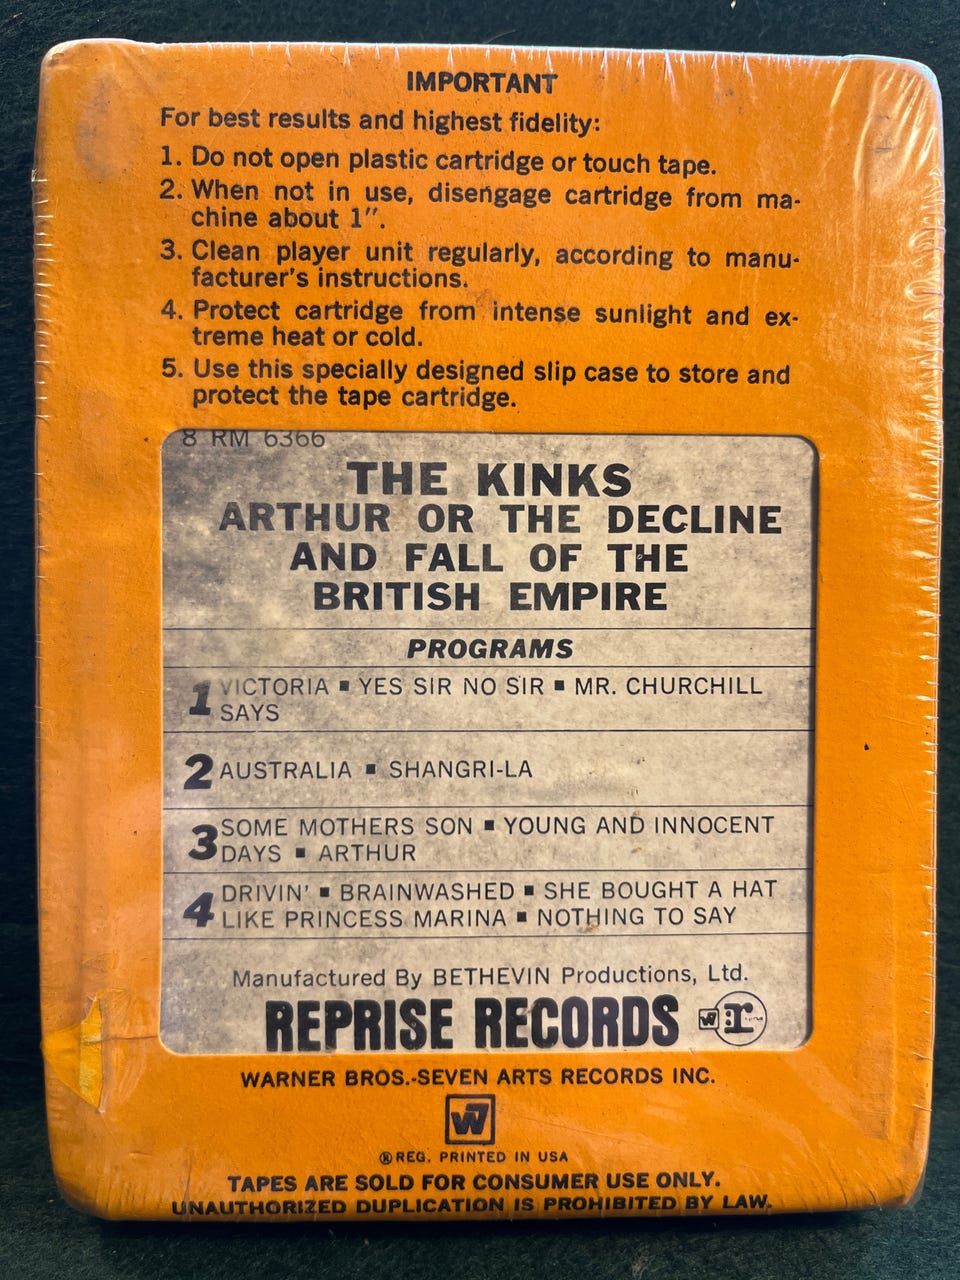 IMPORTANT
For best results and highest fidelity:
1. Do not open plastic cartridge or touch tape.
2. When not in use, disengage cartridge from ma-
chine about 1".
3. Clean player unit regularly, according to manu-
facturer's instructions.
4. Protect cartridge from intense sunlight and ex-
treme heat or cold.
5. Use this specially designed slip case to store and
protect the tape cartridge.
8 RM 6366
THE KINKS
ARTHUR OR THE DECLINE
AND FALL OF THE
BRITISH EMPIRE
PROGRAMS
1 VICTORIA ▪ YES SIR NO SIR ▪ MR. CHURCHILL
SAYS
2 AUSTRALIA ▪ SHANGRI-LA
3 SOME MOTHERS SON ▪ YOUNG AND INNOCENT
DAYS ▪ ARTHUR
4 DRIVIN' ▪ BRAINWASHED ▪ SHE BOUGHT A HAT
LIKE PRINCESS MARINA ▪ NOTHING TO SAY
Manufactured By BETHEVIN Productions, Ltd.
REPRISE RECORDS W7 r:
WARNER BROS.-SEVEN ARTS RECORDS INC.
W7
®REG. PRINTED IN USA
TAPES ARE SOLD FOR CONSUMER USE ONLY.
UNAUTHORIZED DUPLICATION IS PROHIBITED BY LAW.